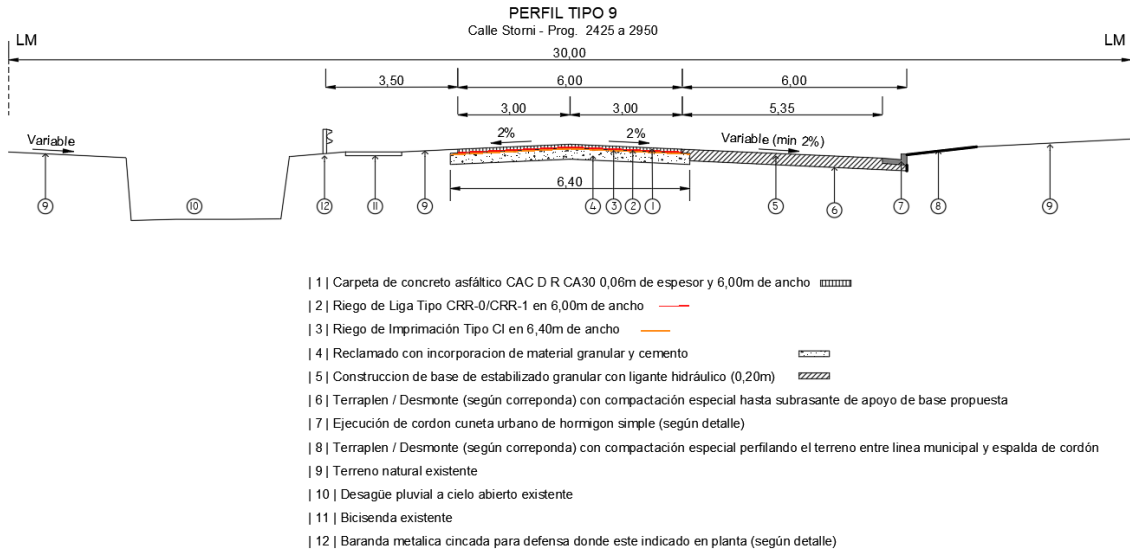 PERFIL TIPO 9
Calle Storni - Prog. 2425 a 2950
LM LM
30,00
3,50 6,00 6,00
3,00 3,00 5,35
Variable 2% 2% Variable (min 2%)
6,40
9 10 12 11 9 4 3 2 1 5 6 7 8 9
| 1 | Carpeta de concreto asfáltico CAC D R CA30 0,06m de espesor y 6,00m de ancho
| 2 | Riego de Liga Tipo CRR-0/CRR-1 en 6,00m de ancho
| 3 | Riego de Imprimación Tipo CI en 6,40m de ancho
| 4 | Reclamado con incorporacion de material granular y cemento
| 5 | Construccion de base de estabilizado granular con ligante hidráulico (0,20m)
| 6 | Terraplen / Desmonte (según correponda) con compactación especial hasta subrasante de apoyo de base propuesta
| 7 | Ejecución de cordon cuneta urbano de hormigon simple (según detalle)
| 8 | Terraplen / Desmonte (según correponda) con compactación especial perfilando el terreno entre linea municipal y espalda de cordón
| 9 | Terreno natural existente
| 10 | Desagüe pluvial a cielo abierto existente
| 11 | Bicisenda existente
| 12 | Baranda metalica cincada para defensa donde este indicado en planta (según detalle)